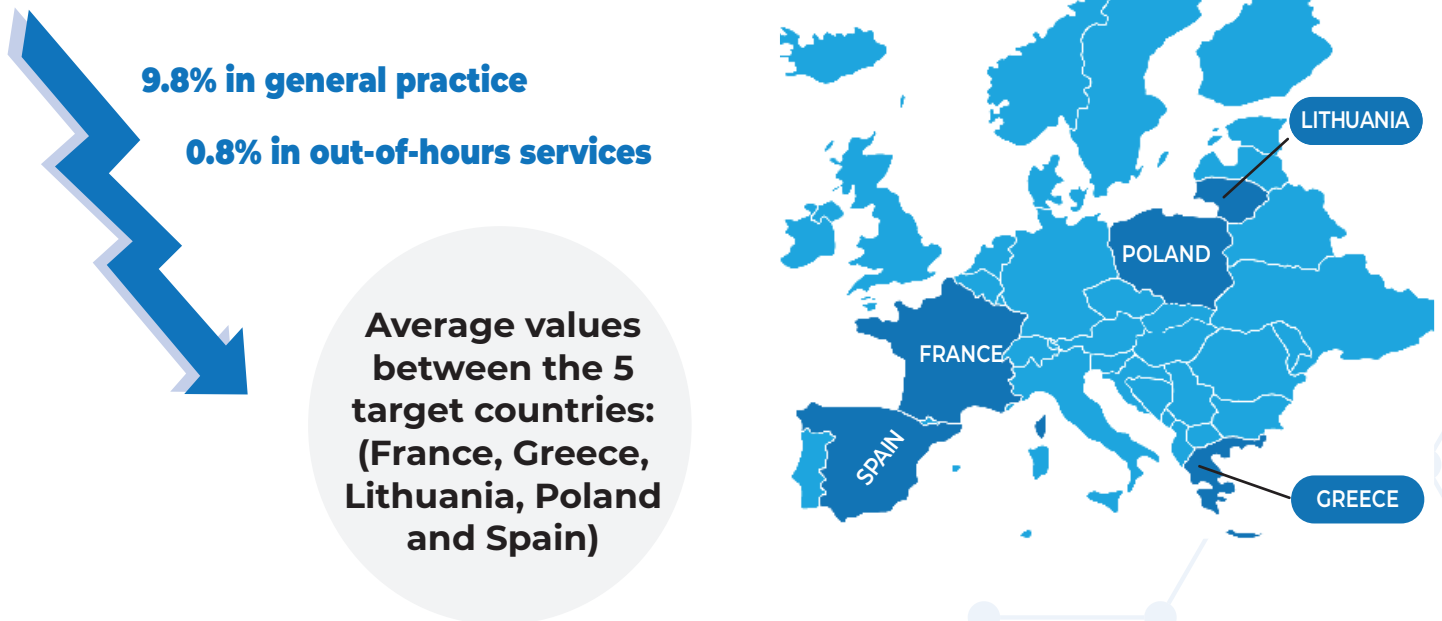 9.8% in general practice
0.8% in out-of-hours services
Average values
between the 5
target countries:
(France, Greece,
Lithuania, Poland
and Spain)
LITHUANIA
POLAND
FRANCE
SPAIN
GREECE